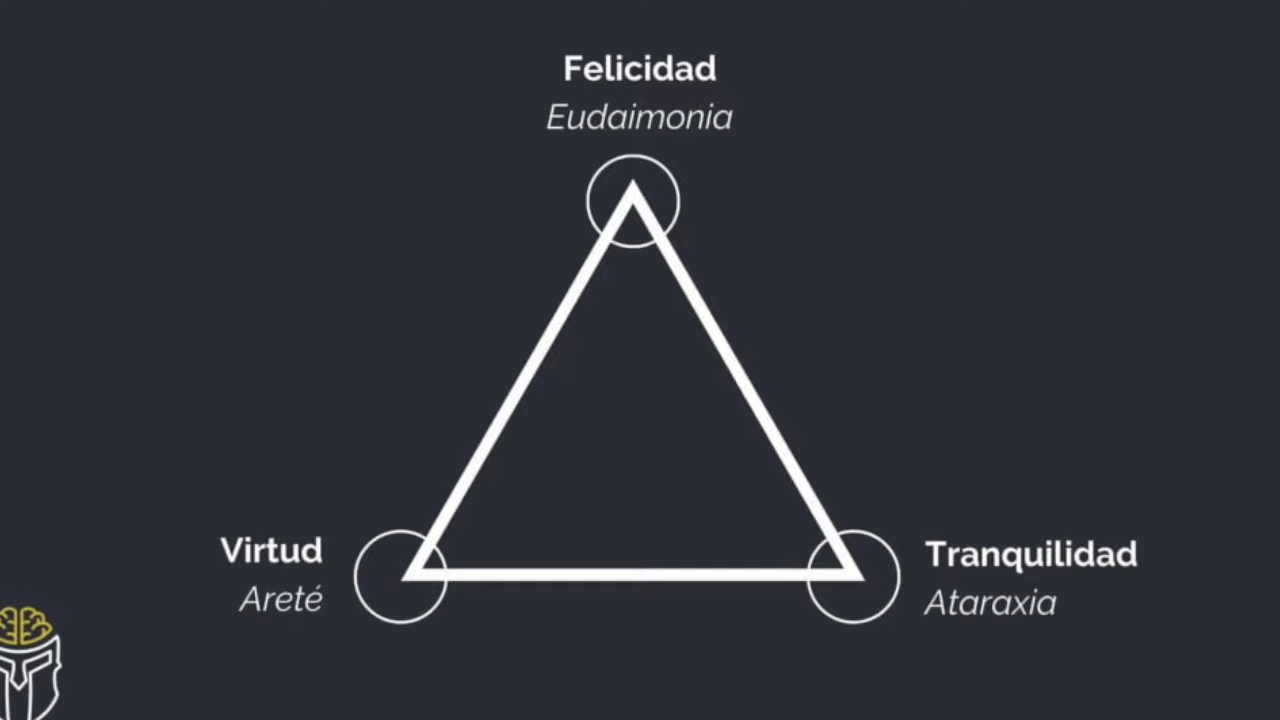 Felicidad
Eudaimonia
Virtud
Areté
Tranquilidad
Ataraxia